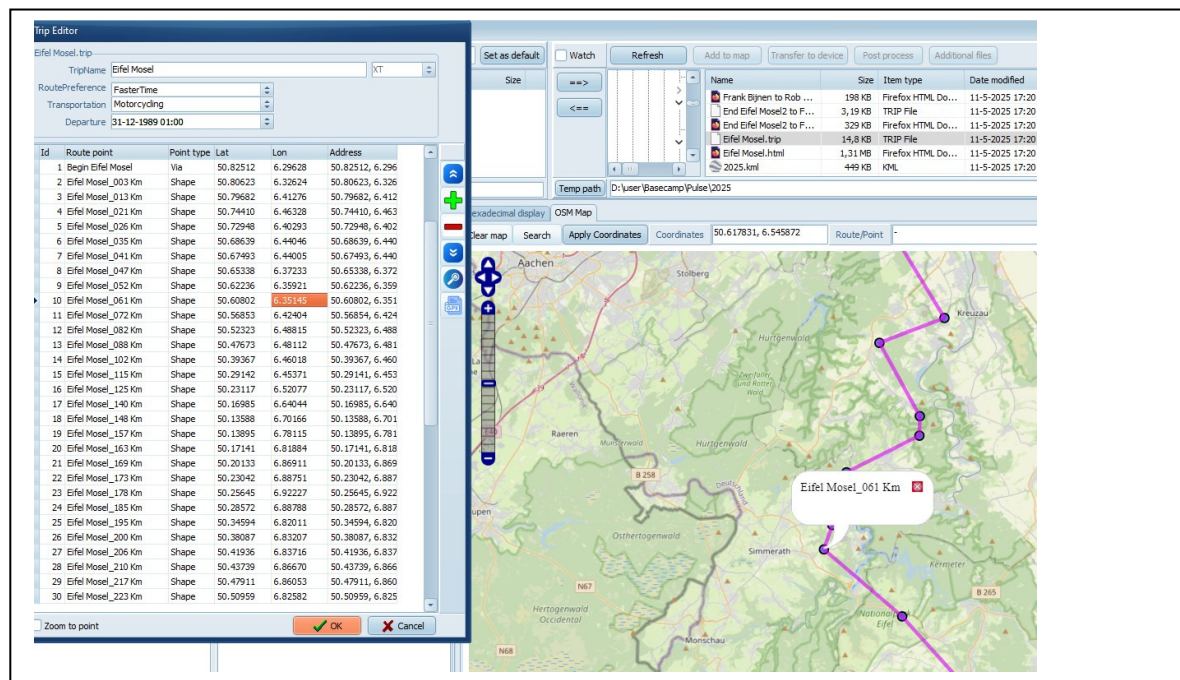 Trip Editor
Eifel Mosel.trip
TripName Eifel Mosel XT
RoutePreference FasterTime
Transportation Motorcycling
Departure 31-12-1989 01:00
Id Route point Point type Lat Lon Address
1 Begin Eifel Mosel Via 50.82512 6.29628 50.82512, 6.296
2 Eifel Mosel_003 Km Shape 50.80623 6.32624 50.80623, 6.326
3 Eifel Mosel_013 Km Shape 50.79682 6.41276 50.79682, 6.412
4 Eifel Mosel_021 Km Shape 50.74410 6.46328 50.74410, 6.463
5 Eifel Mosel_026 Km Shape 50.72948 6.40293 50.72948, 6.402
6 Eifel Mosel_035 Km Shape 50.68639 6.44046 50.68639, 6.440
7 Eifel Mosel_041 Km Shape 50.67493 6.44005 50.67493, 6.440
8 Eifel Mosel_047 Km Shape 50.65338 6.37233 50.65338, 6.372
9 Eifel Mosel_052 Km Shape 50.62236 6.35921 50.62236, 6.359
10 Eifel Mosel_061 Km Shape 50.60802 6.35145 50.60802, 6.351
11 Eifel Mosel_072 Km Shape 50.56853 6.42404 50.56854, 6.424
12 Eifel Mosel_082 Km Shape 50.52323 6.48815 50.52323, 6.488
13 Eifel Mosel_088 Km Shape 50.47673 6.48112 50.47673, 6.481
14 Eifel Mosel_102 Km Shape 50.39367 6.46018 50.39367, 6.460
15 Eifel Mosel_115 Km Shape 50.29142 6.45371 50.29141, 6.453
16 Eifel Mosel_125 Km Shape 50.23117 6.52077 50.23117, 6.520
17 Eifel Mosel_140 Km Shape 50.16985 6.64044 50.16985, 6.640
18 Eifel Mosel_148 Km Shape 50.13588 6.70166 50.13588, 6.701
19 Eifel Mosel_157 Km Shape 50.13895 6.78115 50.13895, 6.781
20 Eifel Mosel_163 Km Shape 50.17141 6.81884 50.17141, 6.818
21 Eifel Mosel_169 Km Shape 50.20133 6.86911 50.20133, 6.869
22 Eifel Mosel_173 Km Shape 50.23042 6.88751 50.23042, 6.887
23 Eifel Mosel_178 Km Shape 50.25645 6.92227 50.25645, 6.922
24 Eifel Mosel_185 Km Shape 50.28572 6.88788 50.28572, 6.887
25 Eifel Mosel_195 Km Shape 50.34594 6.82011 50.34594, 6.820
26 Eifel Mosel_200 Km Shape 50.38087 6.83207 50.38087, 6.832
27 Eifel Mosel_206 Km Shape 50.41936 6.83716 50.41936, 6.837
28 Eifel Mosel_210 Km Shape 50.43739 6.86670 50.43739, 6.866
29 Eifel Mosel_217 Km Shape 50.47911 6.86053 50.47911, 6.860
30 Eifel Mosel_223 Km Shape 50.50959 6.82582 50.50959, 6.825
GPX
Zoom to point OK Cancel
Set as default Watch Refresh Add to map Transfer to device Post process Additional files
Size ==> Name Size Item type Date modified
<==
Frank Bijnen to Rob ... 198 KB Firefox HTML Do... 11-5-2025 17:20
End Eifel Mosel2 to F... 3,19 KB TRIP File 11-5-2025 17:20
End Eifel Mosel2 to F... 329 KB Firefox HTML Do... 11-5-2025 17:20
Eifel Mosel.trip 14,8 KB TRIP File 11-5-2025 17:20
Eifel Mosel.html 1,31 MB Firefox HTML Do... 11-5-2025 17:20
2025.kml 449 KB KML 11-5-2025 17:20
Temp path D:\user\Basecamp\Pulse\2025
exadecimal display OSM Map
Clear map Search Apply Coordinates Coordinates 50.617831, 6.545872 Route/Point -
Aachen
Stolberg
Kreuzau
Hurtgenwald
Zweifaller und Rotter Wald
Raeren
Munsterwald
Hurtgenwald
B 258
Deutschland
Eifel Mosel_061 Km
upen
Osthertogenwald
Simmerath
Kermeter
N67
B 265
Hertogenwald Occidental
Nationalpark Eifel
Monschau
N68